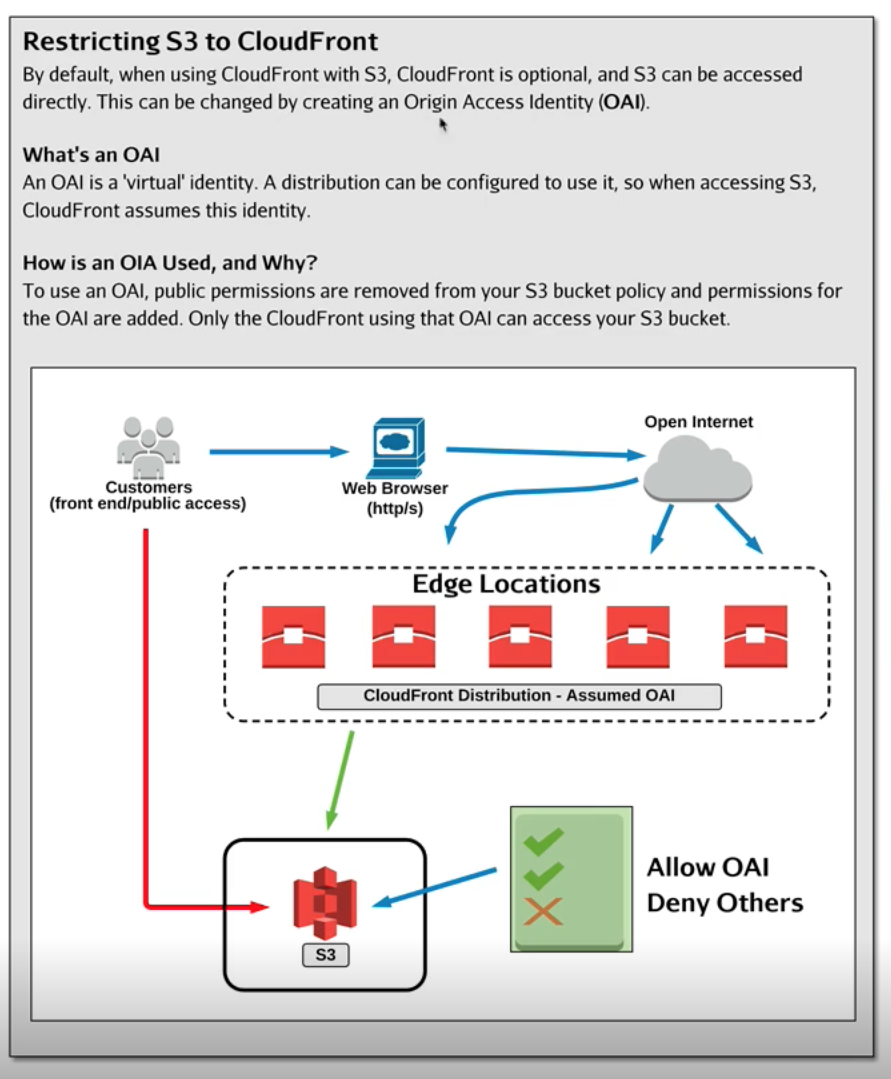 Restricting S3 to CloudFront
By default, when using CloudFront with S3, CloudFront is optional, and S3 can be accessed
directly. This can be changed by creating an Origin Access Identity (OAI).
What's an OAI
An OAI is a 'virtual' identity. A distribution can be configured to use it, so when accessing S3,
CloudFront assumes this identity.
How is an OIA Used, and Why?
To use an OAI, public permissions are removed from your S3 bucket policy and permissions for
the OAI are added. Only the CloudFront using that OAI can access your S3 bucket.
Open Internet
Customers
(front end/public access)
Web Browser
(http/s)
Edge Locations
CloudFront Distribution - Assumed OAI
Allow OAI
Deny Others
S3